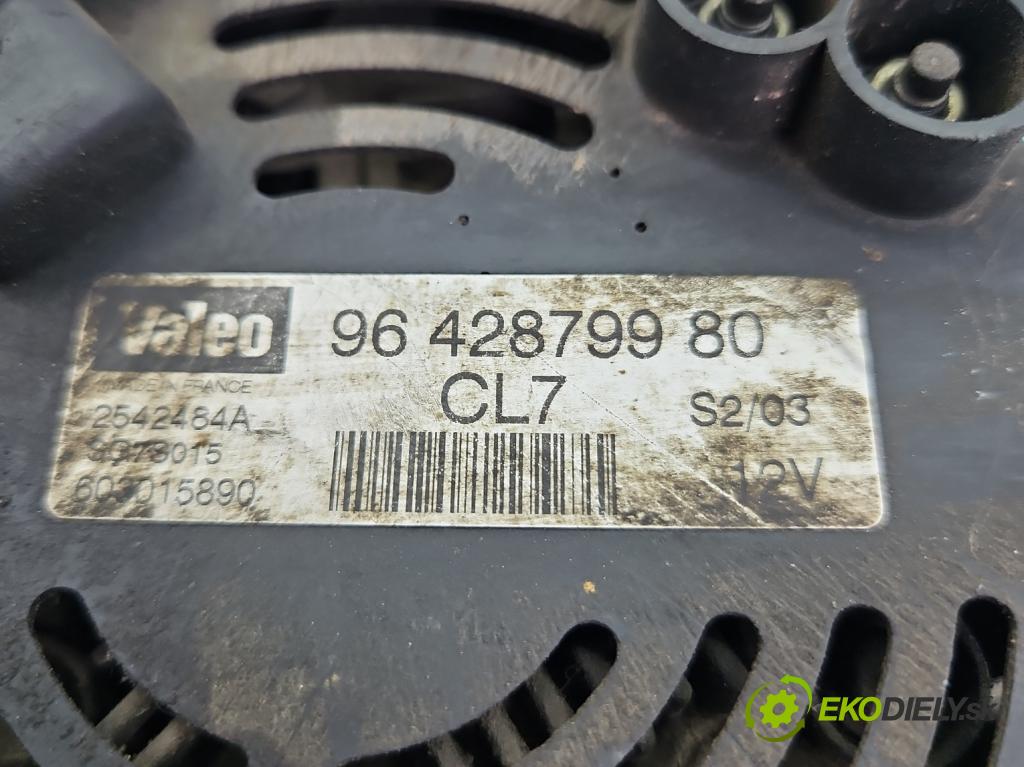 Valeo
96 428799 80
MADE IN FRANCE
CL7
2542484A
S2/03
603015890
12V
EKODIELY.sk